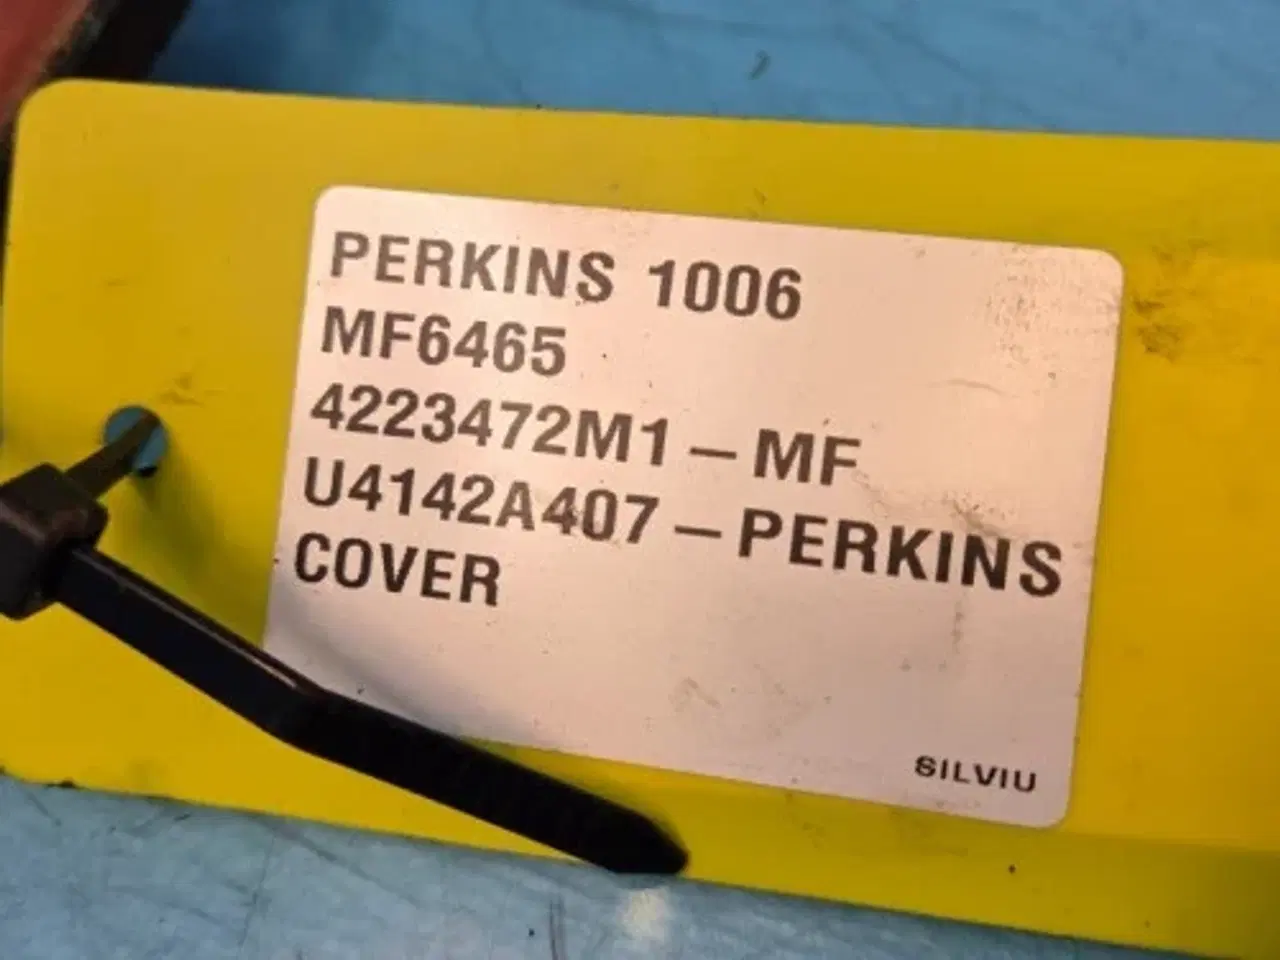 PERKINS 1006
MF6465
4223472M1 – MF
U4142A407 – PERKINS
COVER
SILVIU